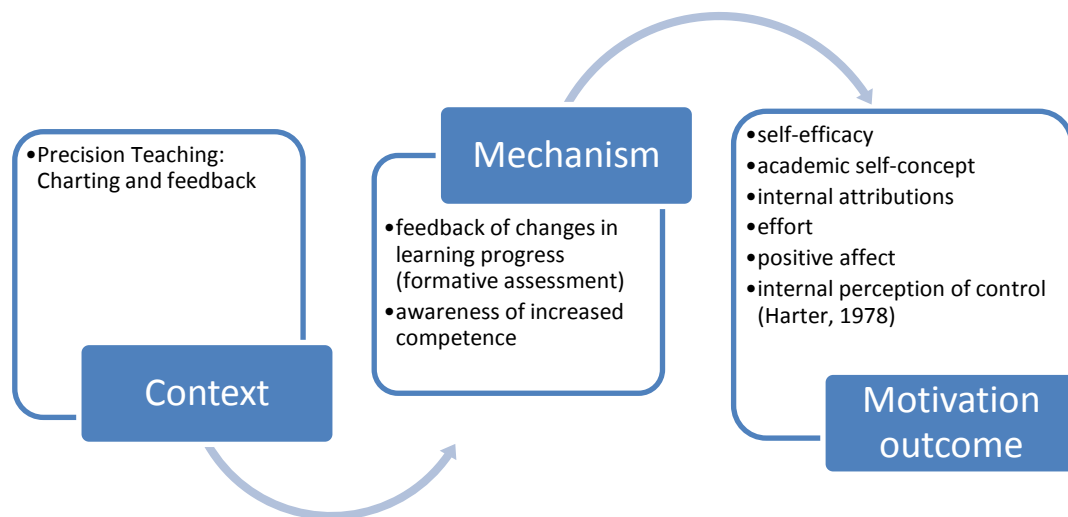 •Precision Teaching:
Charting and feedback
Context
Mechanism
•feedback of changes in
learning progress
(formative assessment)
•awareness of increased
competence
•self-efficacy
•academic self-concept
•internal attributions
•effort
•positive affect
•internal perception of control
(Harter, 1978)
Motivation
outcome